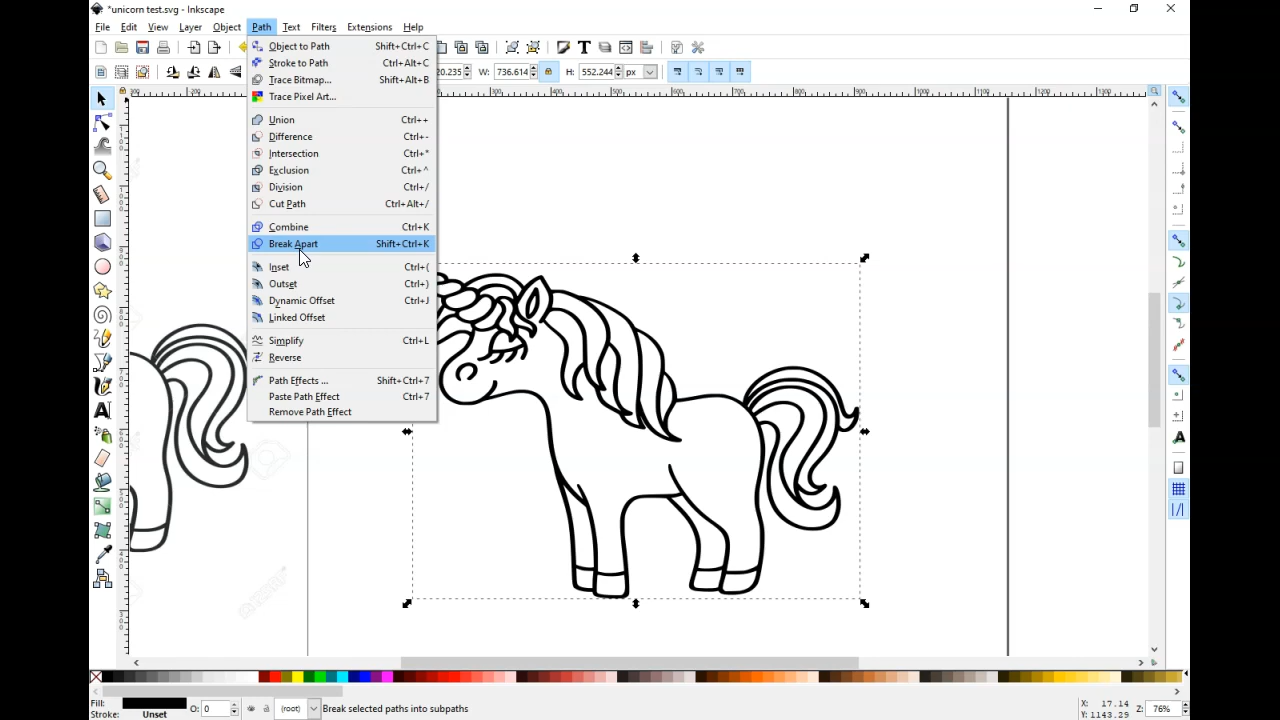 *unicorn test.svg - Inkscape
File Edit View Layer Object Path Text Filters Extensions Help
Object to Path Shift+Ctrl+C
Stroke to Path Ctrl+Alt+C
Trace Bitmap... Shift+Alt+B
Trace Pixel Art...
20.235 W: 736.614 H: 552.244 px
Union Ctrl++
Difference Ctrl+-
Intersection Ctrl+*
Exclusion Ctrl+^
Division Ctrl+/
Cut Path Ctrl+Alt+/
Combine Ctrl+K
Break Apart Shift+Ctrl+K
Inset Ctrl+(
Outset Ctrl+)
Dynamic Offset Ctrl+J
Linked Offset
Simplify Ctrl+L
Reverse
Path Effects ... Shift+Ctrl+7
Paste Path Effect Ctrl+7
Remove Path Effect
Fill:
Stroke: Unset
O: 0
(root)
Break selected paths into subpaths
X: 17.14
Y: 1143.29
Z: 76%